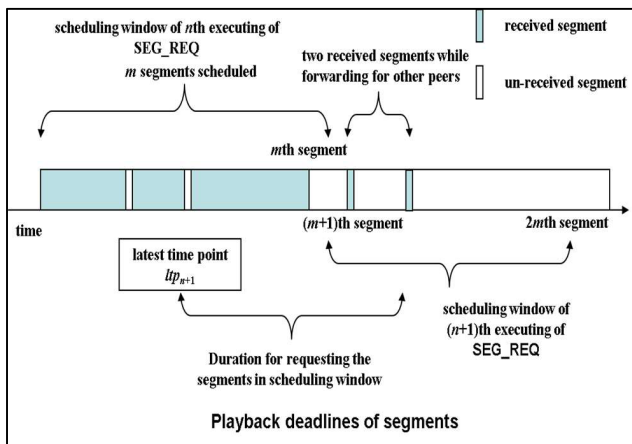 scheduling window of nth executing of
SEG_REQ
m segments scheduled
two received segments while
forwarding for other peers
received segment
un-received segment
mth segment
time
(m+1)th segment
2mth segment
latest time point
ltpn+1
Duration for requesting the
segments in scheduling window
scheduling window of
(n+1)th executing of
SEG_REQ
Playback deadlines of segments